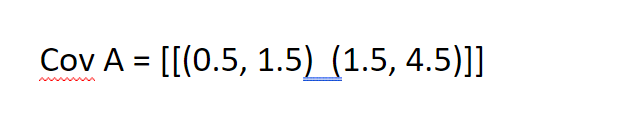 Cov A = [[(0.5, 1.5) (1.5, 4.5)]]